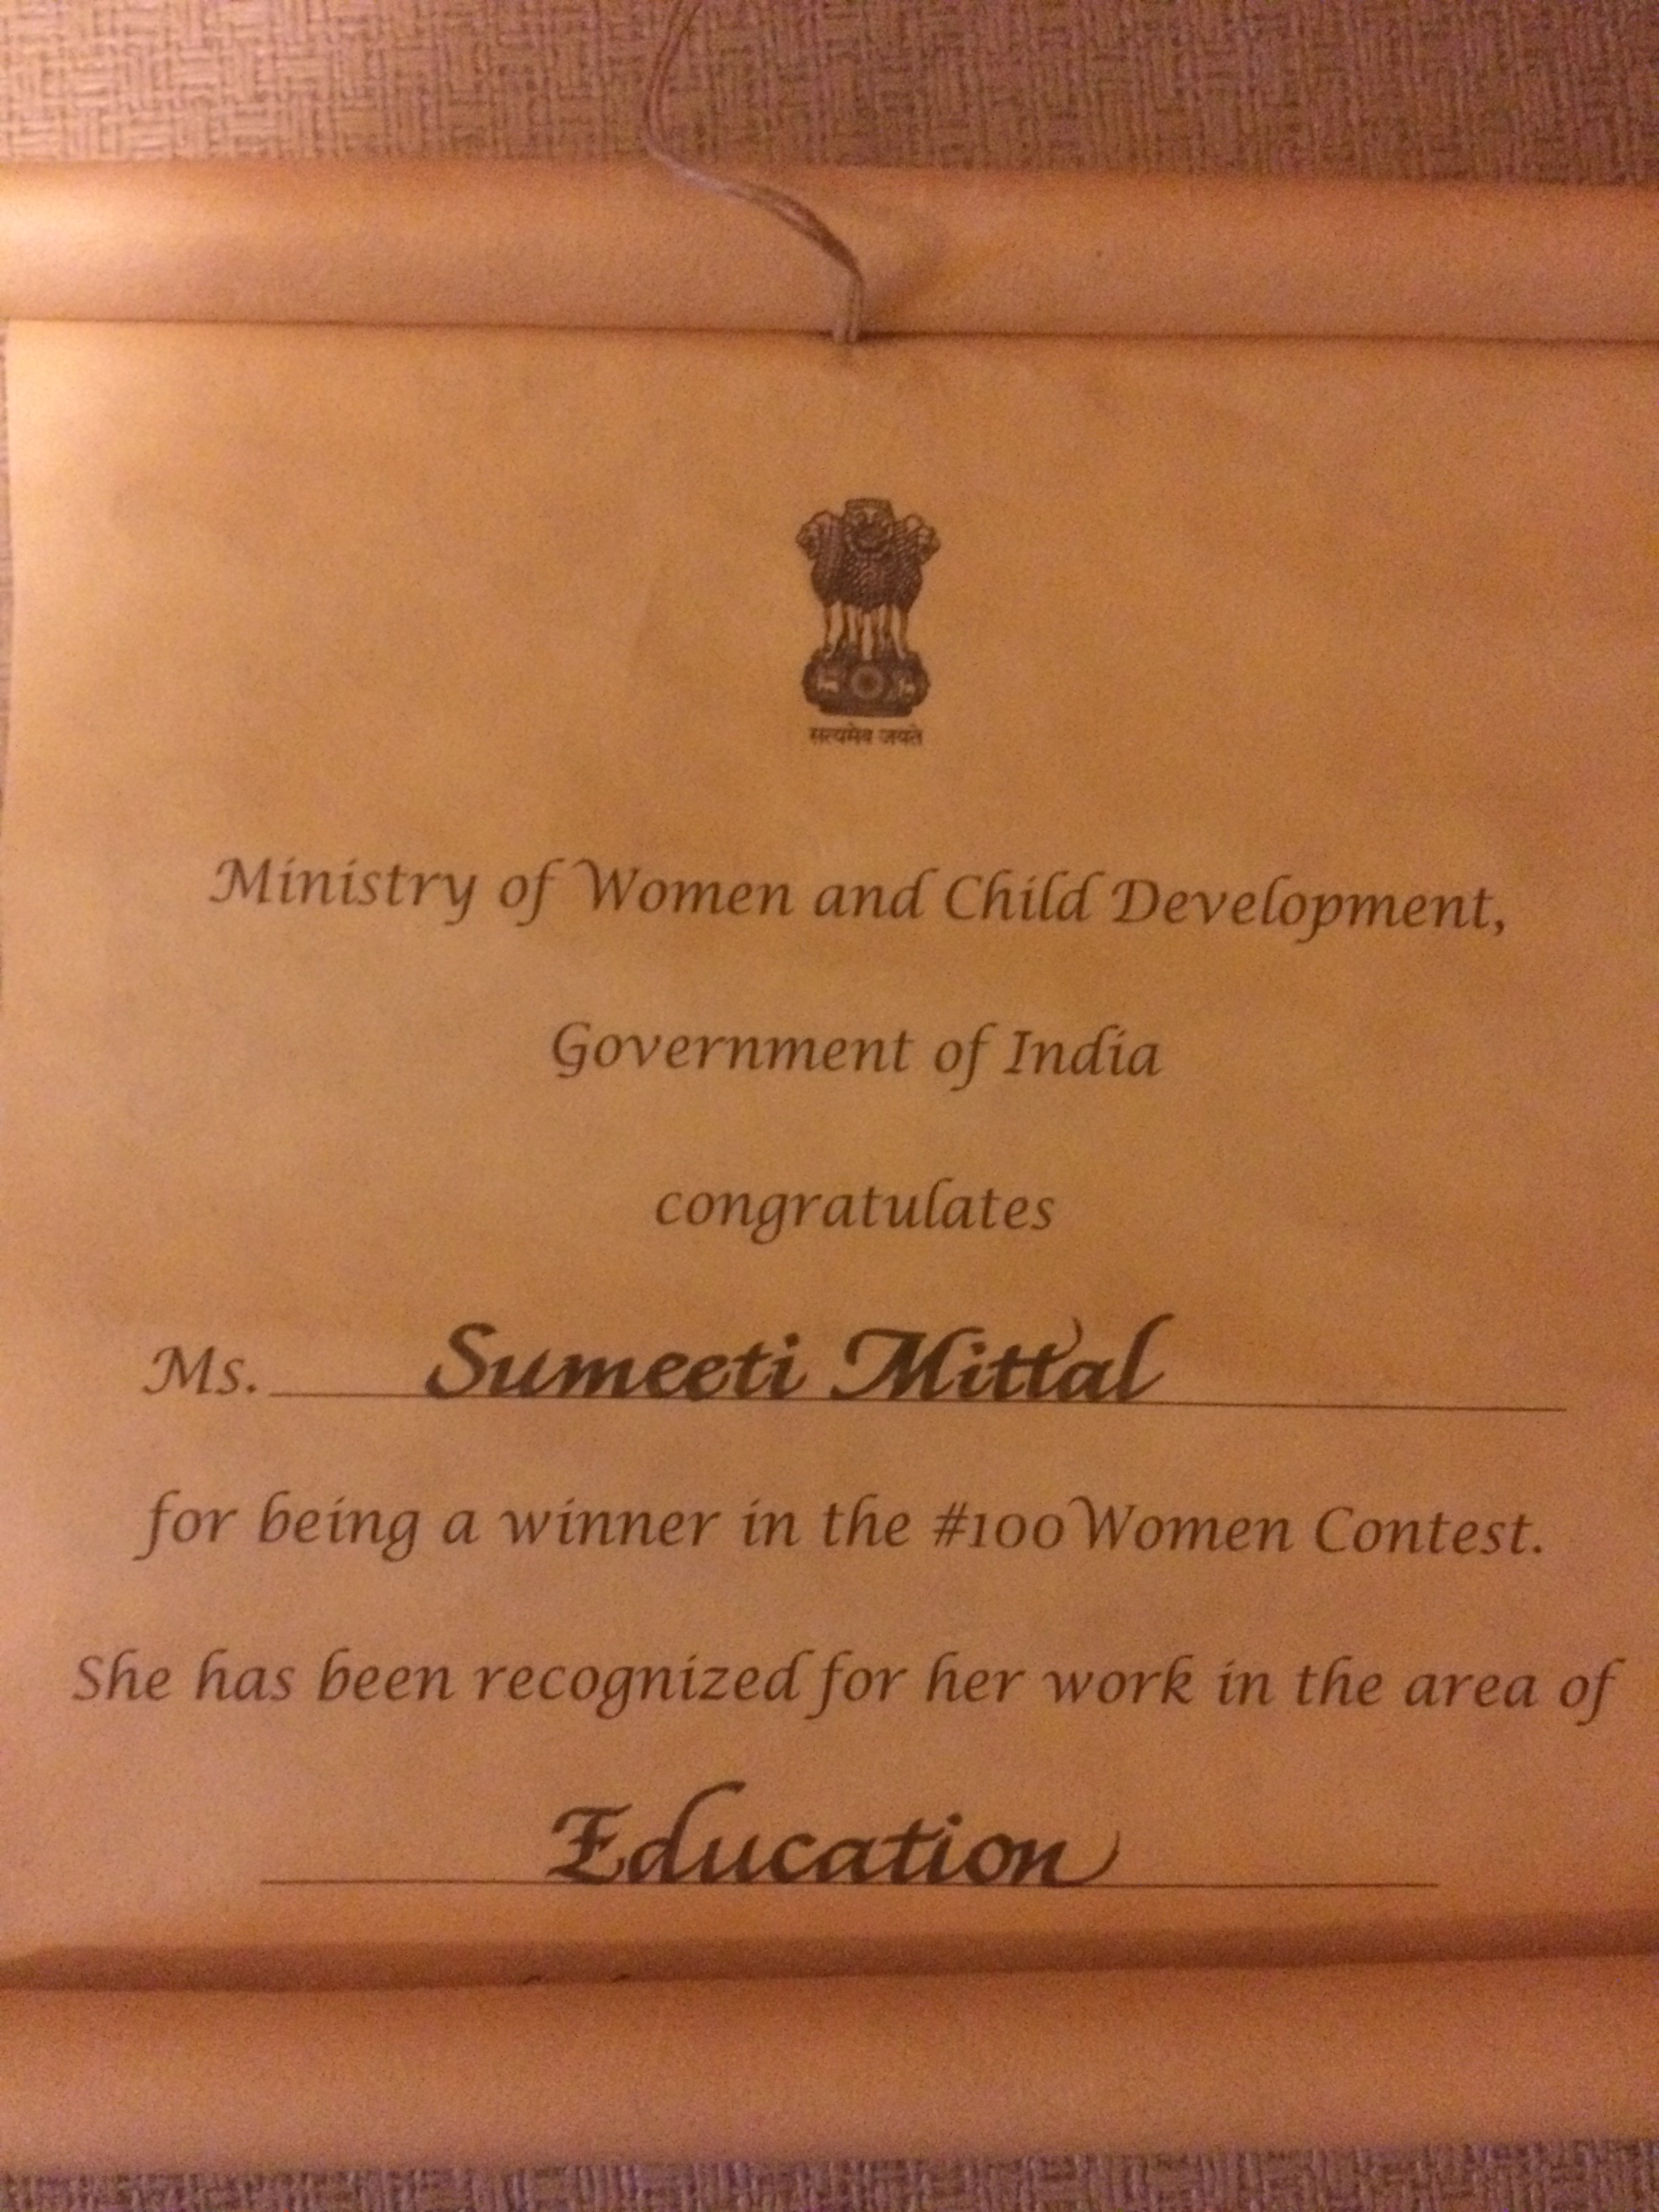 सत्यमेव जयते
Ministry of Women and Child Development,
Government of India
congratulates
Ms. Sumeeti Mittal
for being a winner in the #100Women Contest.
She has been recognized for her work in the area of
Education